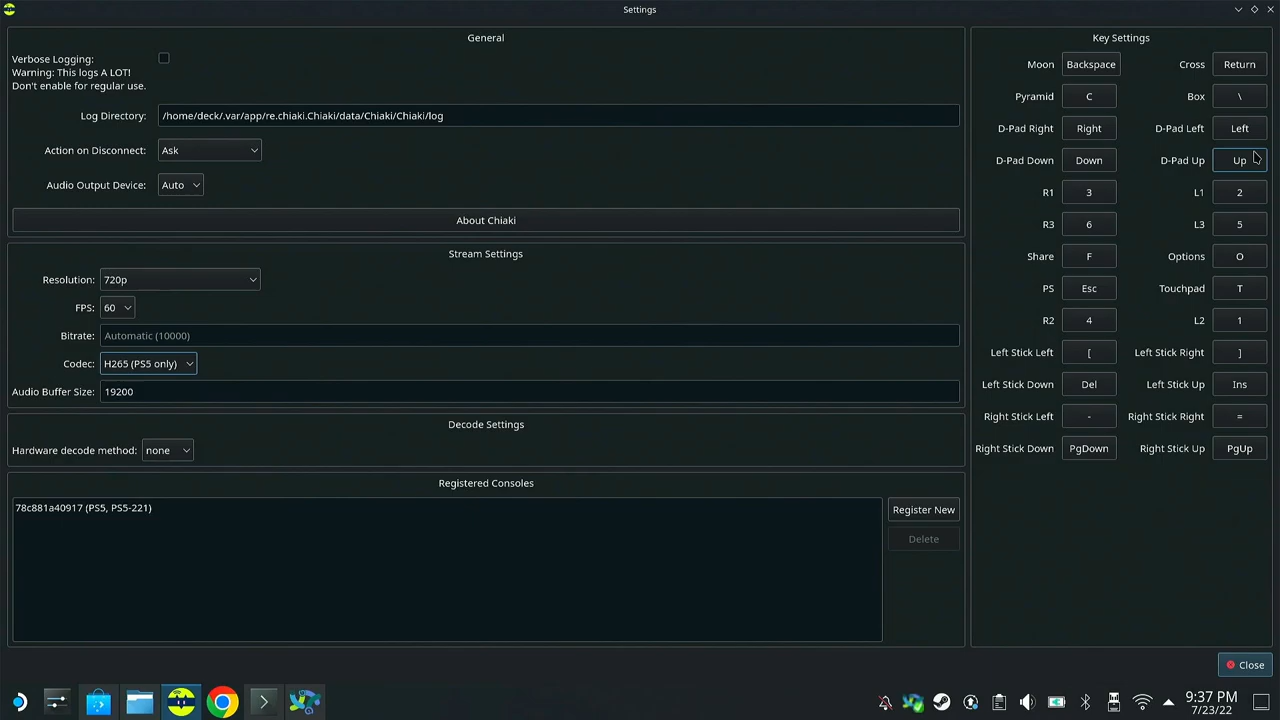 Settings
General
Verbose Logging:
Warning: This logs A LOT!
Don't enable for regular use.
Log Directory: /home/deck/.var/app/re.chiaki.Chiaki/data/Chiaki/Chiaki/log
Action on Disconnect: Ask
Audio Output Device: Auto
About Chiaki
Stream Settings
Resolution: 720p
FPS: 60
Bitrate: Automatic (10000)
Codec: H265 (PS5 only)
Audio Buffer Size: 19200
Decode Settings
Hardware decode method: none
Registered Consoles
78c881a40917 (PS5, PS5-221)
Register New
Delete
Key Settings
Moon Backspace Cross Return
Pyramid C Box \
D-Pad Right Right D-Pad Left Left
D-Pad Down Down D-Pad Up Up
R1 3 L1 2
R3 6 L3 5
Share F Options O
PS Esc Touchpad T
R2 4 L2 1
Left Stick Left [ Left Stick Right ]
Left Stick Down Del Left Stick Up Ins
Right Stick Left - Right Stick Right =
Right Stick Down PgDown Right Stick Up PgUp
Close
9:37 PM
7/23/22